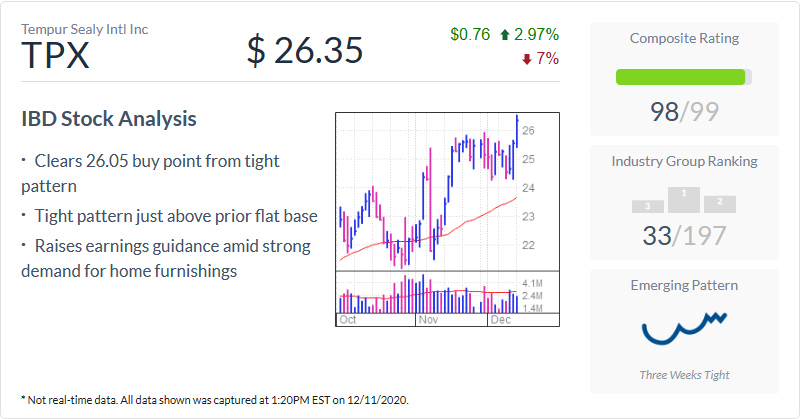 Tempur Sealy Intl Inc
TPX
$ 26.35
$0.76 2.97%
7%
IBD Stock Analysis
· Clears 26.05 buy point from tight
pattern
· Tight pattern just above prior flat base
· Raises earnings guidance amid strong
demand for home furnishings
26
25
24
23
22
4.1M
2.4M
1.4M
Oct Nov Dec
Composite Rating
98/99
Industry Group Ranking
3 1 2
33/197
Emerging Pattern
Three Weeks Tight
* Not real-time data. All data shown was captured at 1:20PM EST on 12/11/2020.